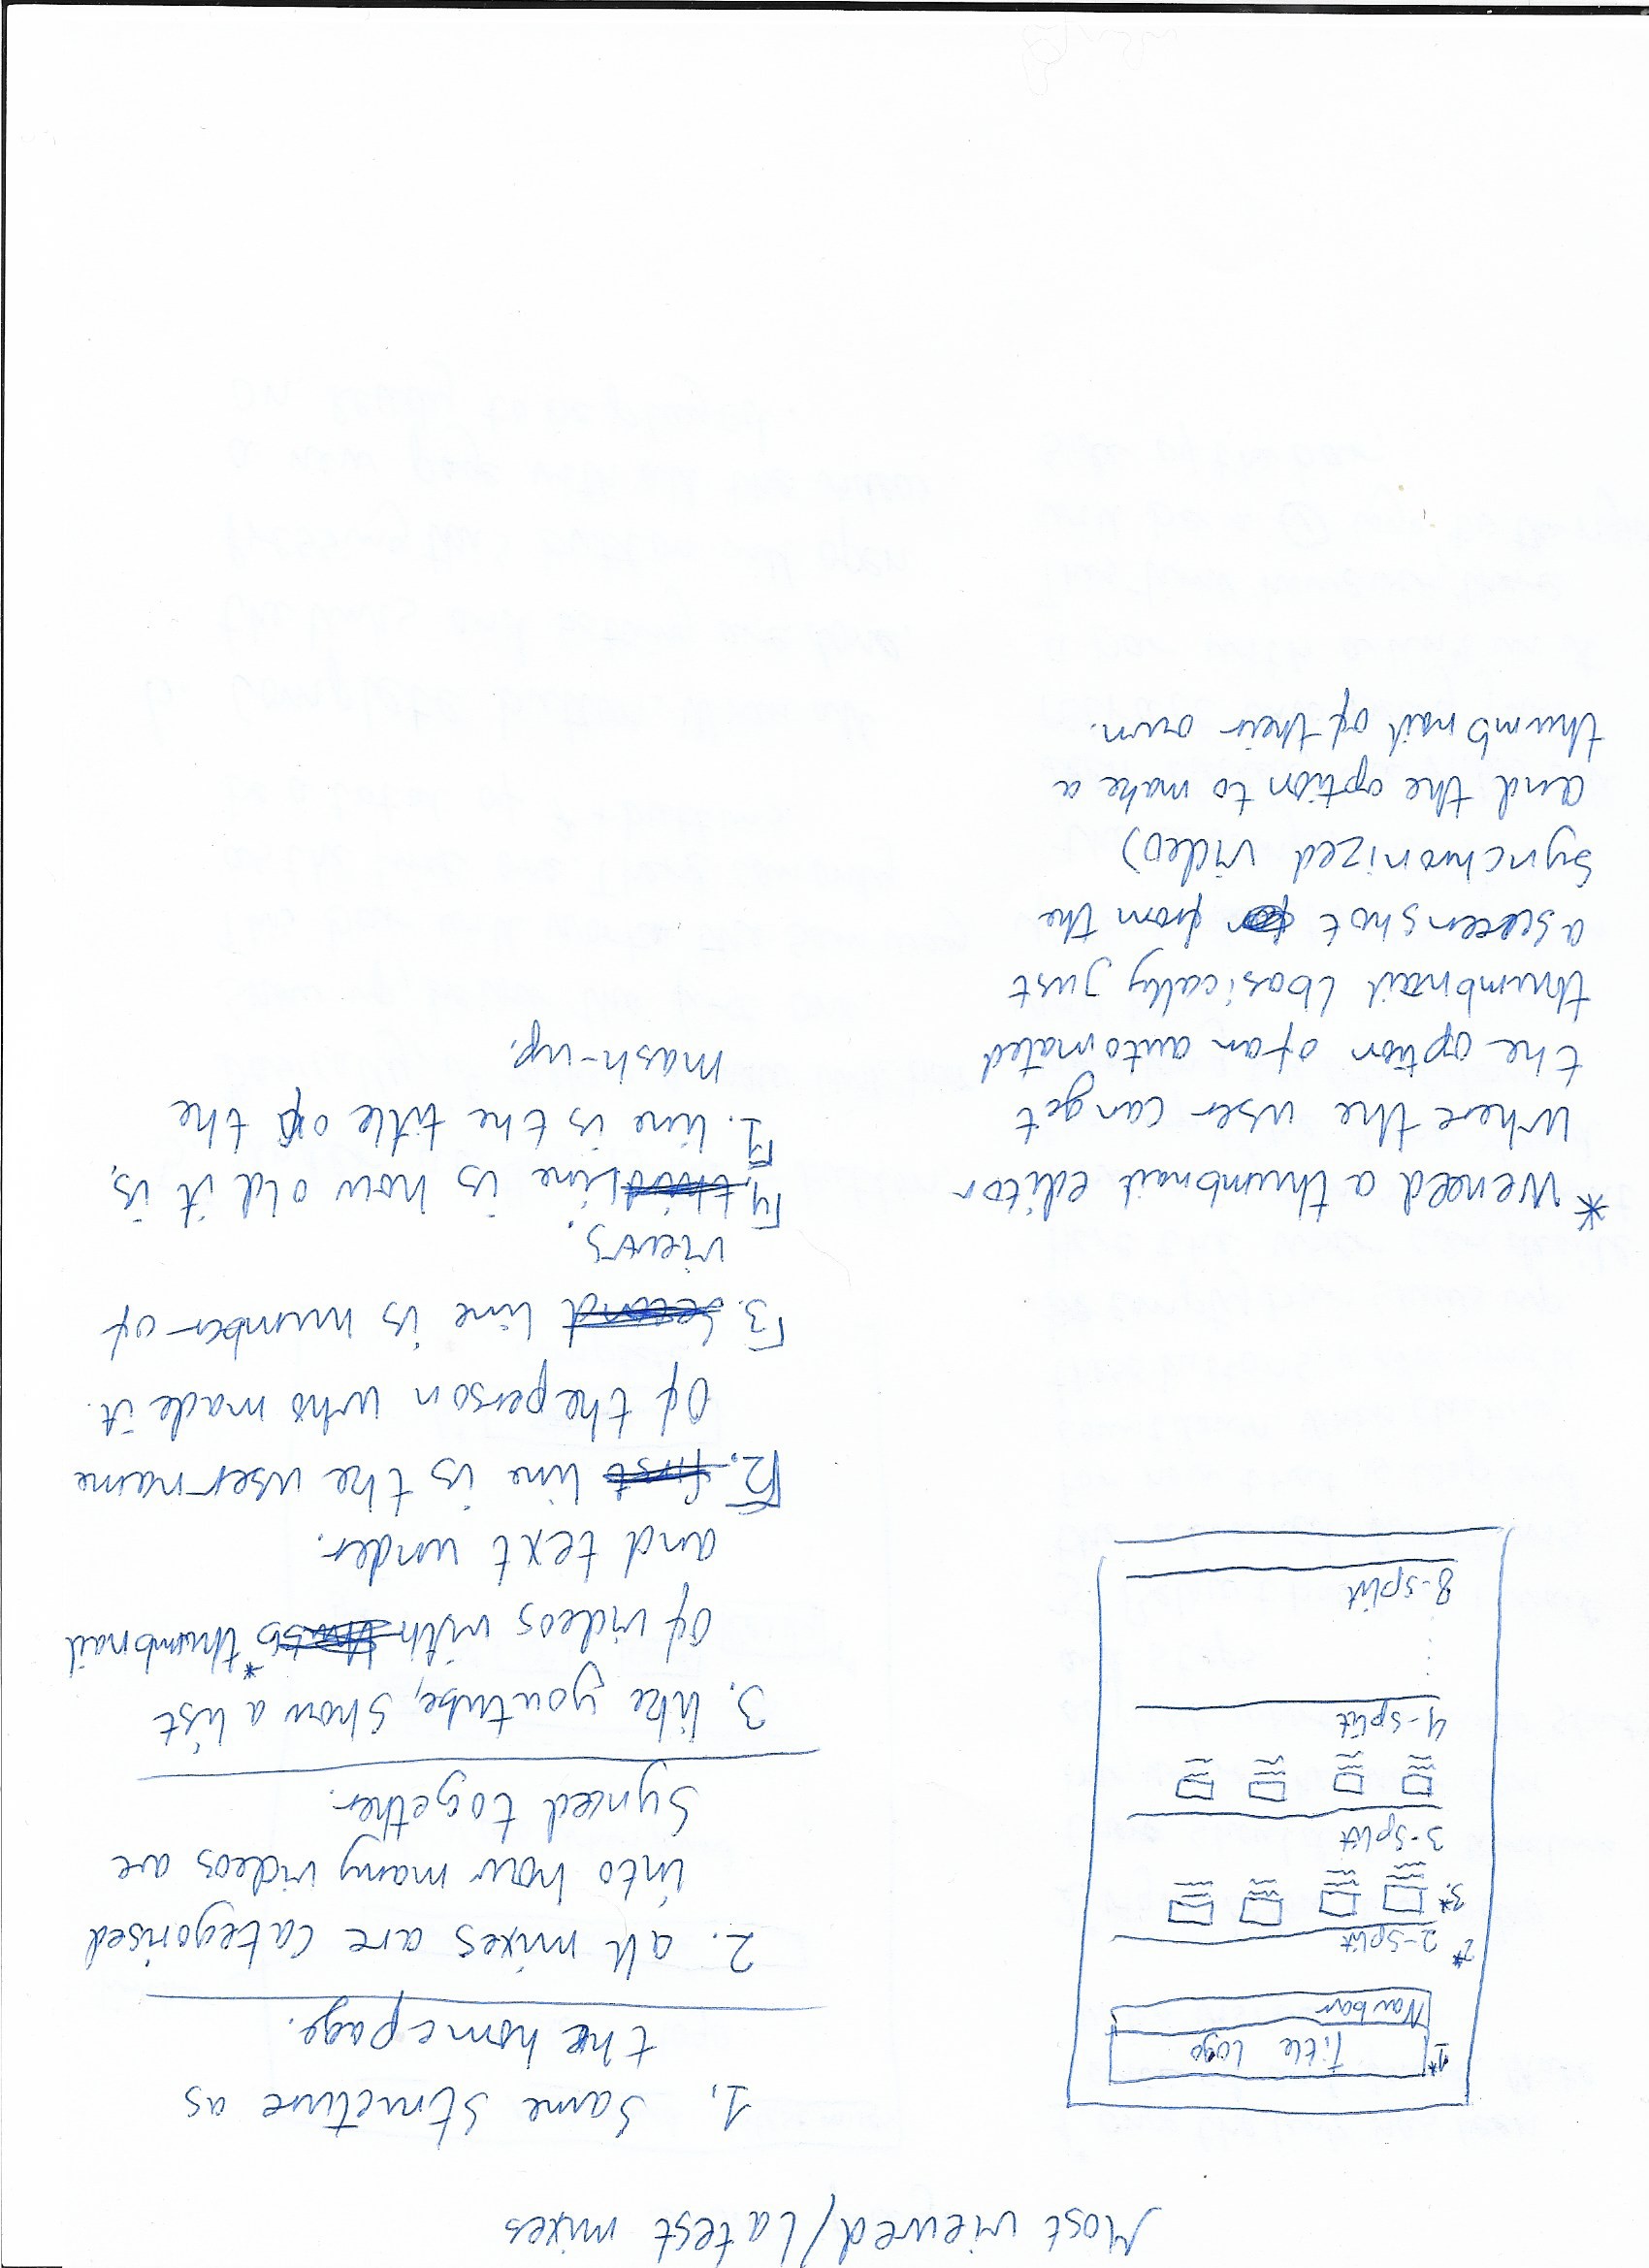 Most viewed/Latest mixes
1* Title Logo
Navbar
2* 2-split
3.*
3-split
4-split
8-split
1. Same structure as
the homepage.
2. all mixes are categorised
into how many videos are
synced together.
3. like youtube, show a list
of videos with *thumbnail
and text under.
2. first line is the username
of the person who made it.
3. second line is number of
views.
4. third Line is how old it is.
1. line is the title of the
mash-up.
* We need a thumbnail editor
where the user can get
the option of an automated
thumbnail (basically just
a screenshot for from the
synchronized video)
and the option to make a
thumbnail of their own.